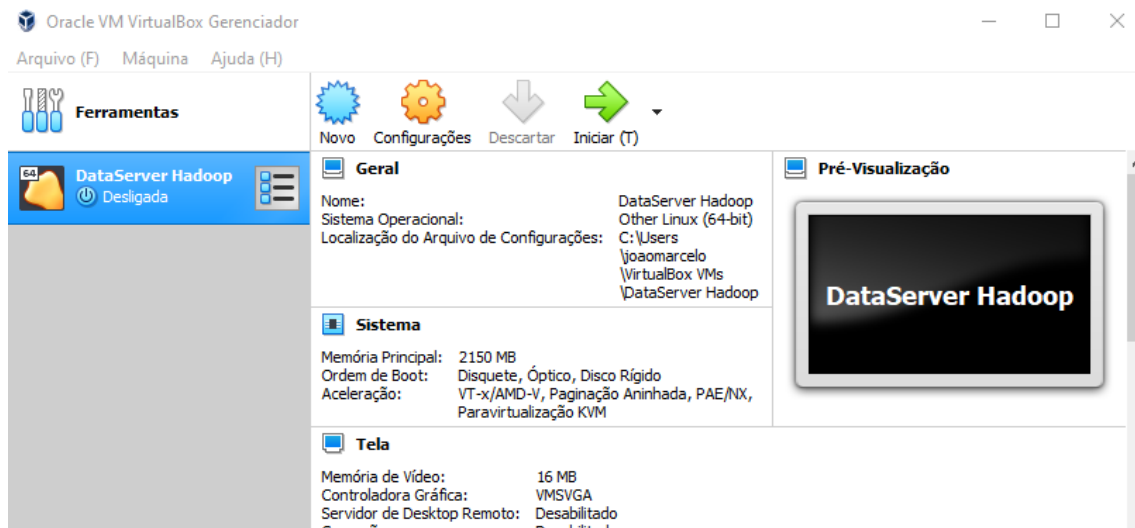 Oracle VM VirtualBox Gerenciador
Arquivo (F) Máquina Ajuda (H)
Ferramentas
Novo Configurações Descartar Iniciar (T)
64
DataServer Hadoop
Desligada
Geral
Nome: DataServer Hadoop
Sistema Operacional: Other Linux (64-bit)
Localização do Arquivo de Configurações: C:\Users
\joaomarcelo
\VirtualBox VMs
\DataServer Hadoop
Pré-Visualização
DataServer Hadoop
Sistema
Memória Principal: 2150 MB
Ordem de Boot: Disquete, Óptico, Disco Rígido
Aceleração: VT-x/AMD-V, Paginação Aninhada, PAE/NX,
Paravirtualização KVM
Tela
Memória de Vídeo: 16 MB
Controladora Gráfica: VMSVGA
Servidor de Desktop Remoto: Desabilitado